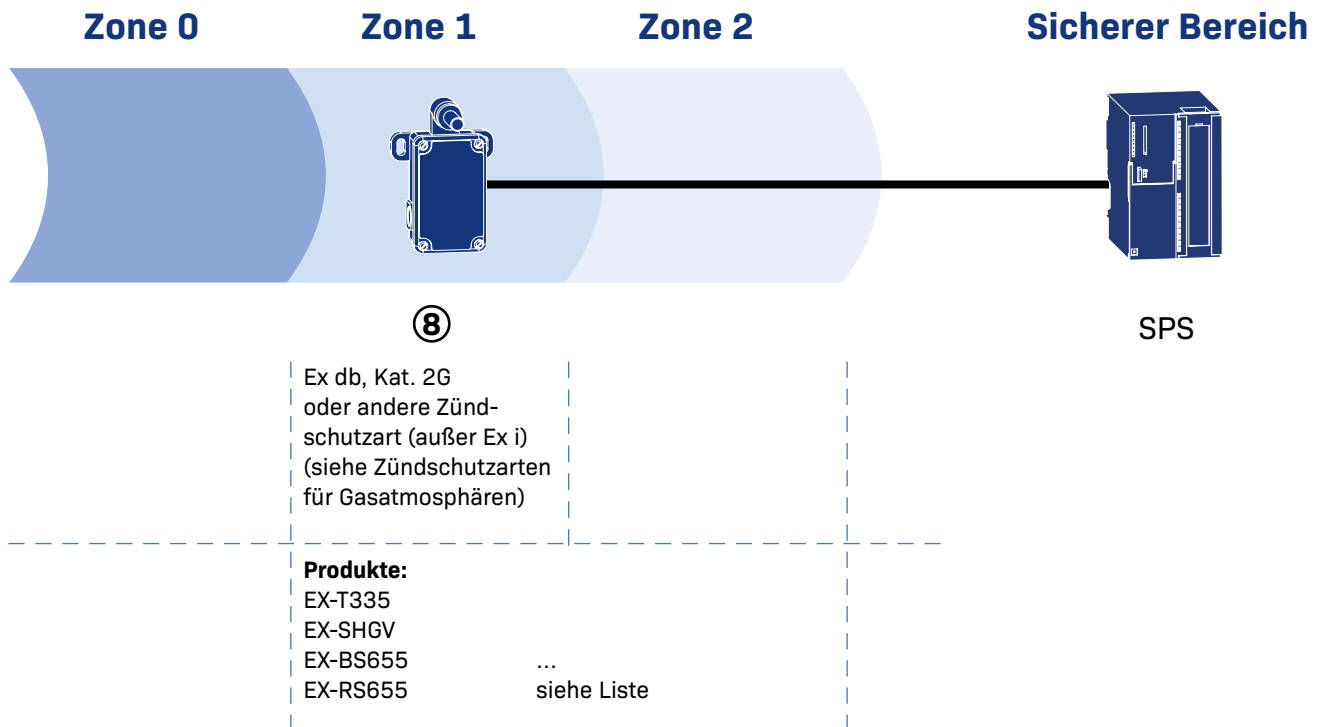 Zone 0 Zone 1 Zone 2 Sicherer Bereich
8 SPS
Ex db, Kat. 2G
oder andere Zünd-
schutzart (außer Ex i)
(siehe Zündschutzarten
für Gasatmosphären)
Produkte:
EX-T335
EX-SHGV
EX-BS655 ...
EX-RS655 siehe Liste